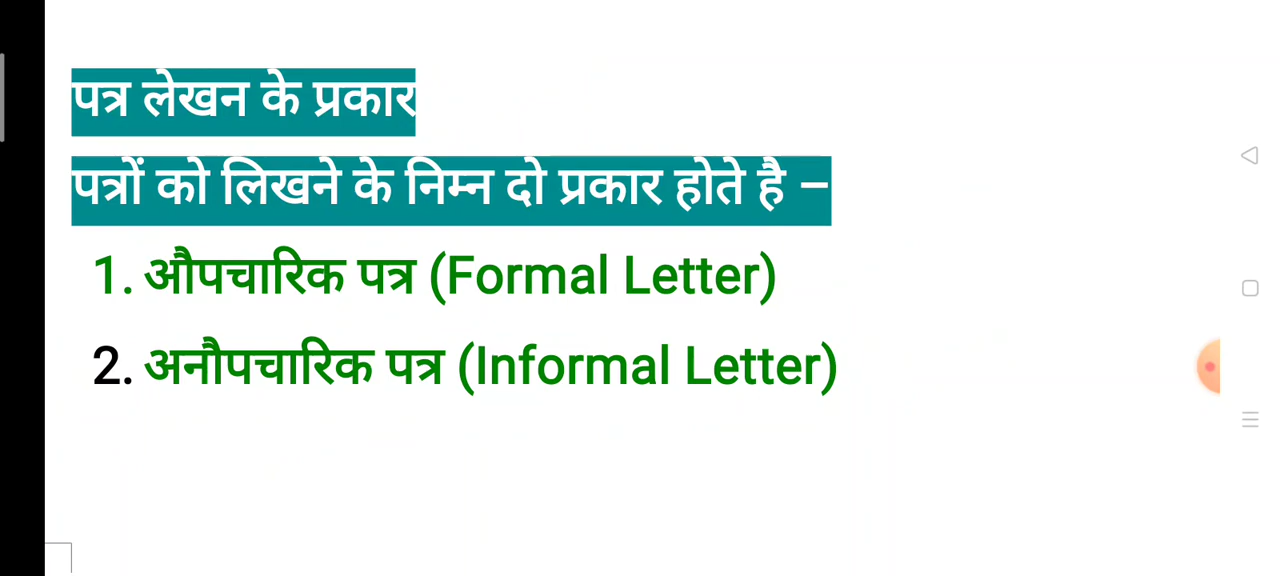 पत्र लेखन के प्रकार
पत्रों को लिखने के निम्न दो प्रकार होते है –
1. औपचारिक पत्र (Formal Letter)
2. अनौपचारिक पत्र (Informal Letter)